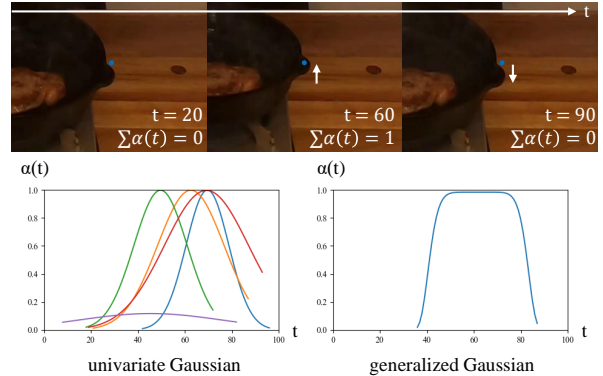 t
t = 20
∑α(t) = 0
t = 60
∑α(t) = 1
t = 90
∑α(t) = 0
α(t)
1.0
0.8
0.6
0.4
0.2
0.0
0 20 40 60 80 100
t
univariate Gaussian
α(t)
1.0
0.8
0.6
0.4
0.2
0.0
0 20 40 60 80 100
t
generalized Gaussian